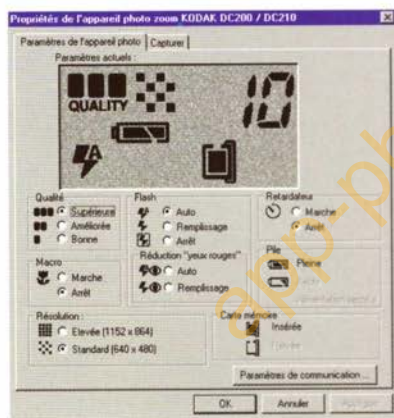 Propriétés de l'appareil photo zoom KODAK DC200 / DC210
Paramètres de l'appareil photo
Capturer
Paramètres actuels :
QUALITY
10
A
Qualité
Supérieure
Améliorée
Bonne
Flash
Auto
Remplissage
Arrêt
Retardateur
Marche
Arrêt
Macro
Marche
Arrêt
Réduction "yeux rouges"
Auto
Remplissage
Pile
Pleine
Résolution :
Elevée (1152 x 864)
Standard (640 x 480)
Carte mémoire
Insérée
Paramètres de communication ...
OK
Annuler
app-ph